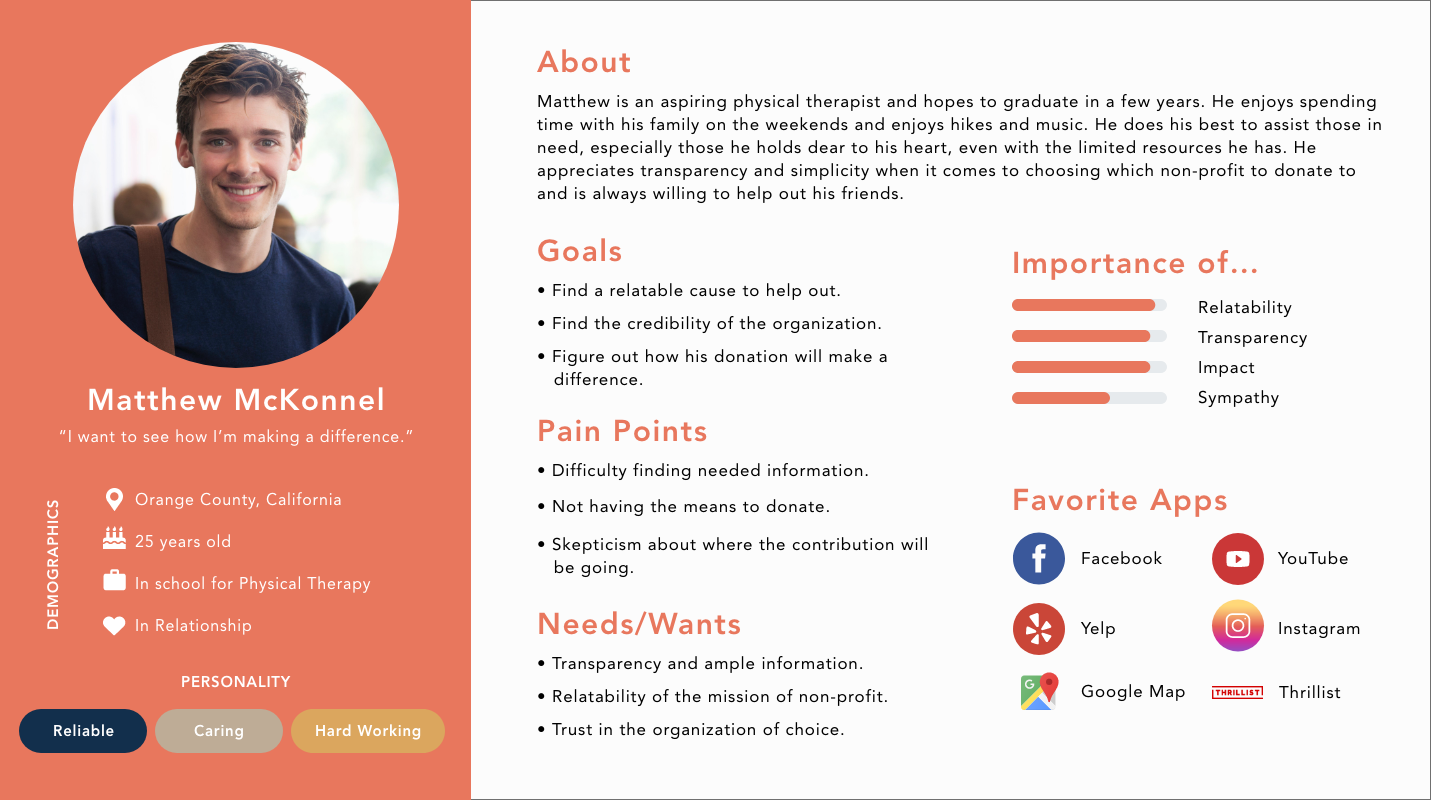 Matthew McKonnel
“I want to see how I’m making a difference.”
DEMOGRAPHICS
Orange County, California
25 years old
In school for Physical Therapy
In Relationship
PERSONALITY
Reliable
Caring
Hard Working
About
Matthew is an aspiring physical therapist and hopes to graduate in a few years. He enjoys spending
time with his family on the weekends and enjoys hikes and music. He does his best to assist those in
need, especially those he holds dear to his heart, even with the limited resources he has. He
appreciates transparency and simplicity when it comes to choosing which non-profit to donate to
and is always willing to help out his friends.
Goals
• Find a relatable cause to help out.
• Find the credibility of the organization.
• Figure out how his donation will make a
difference.
Pain Points
• Difficulty finding needed information.
• Not having the means to donate.
• Skepticism about where the contribution will
be going.
Needs/Wants
• Transparency and ample information.
• Relatability of the mission of non-profit.
• Trust in the organization of choice.
Importance of...
Relatability
Transparency
Impact
Sympathy
Favorite Apps
f Facebook
YouTube
Yelp
Instagram
G Google Map
THRILLIST Thrillist